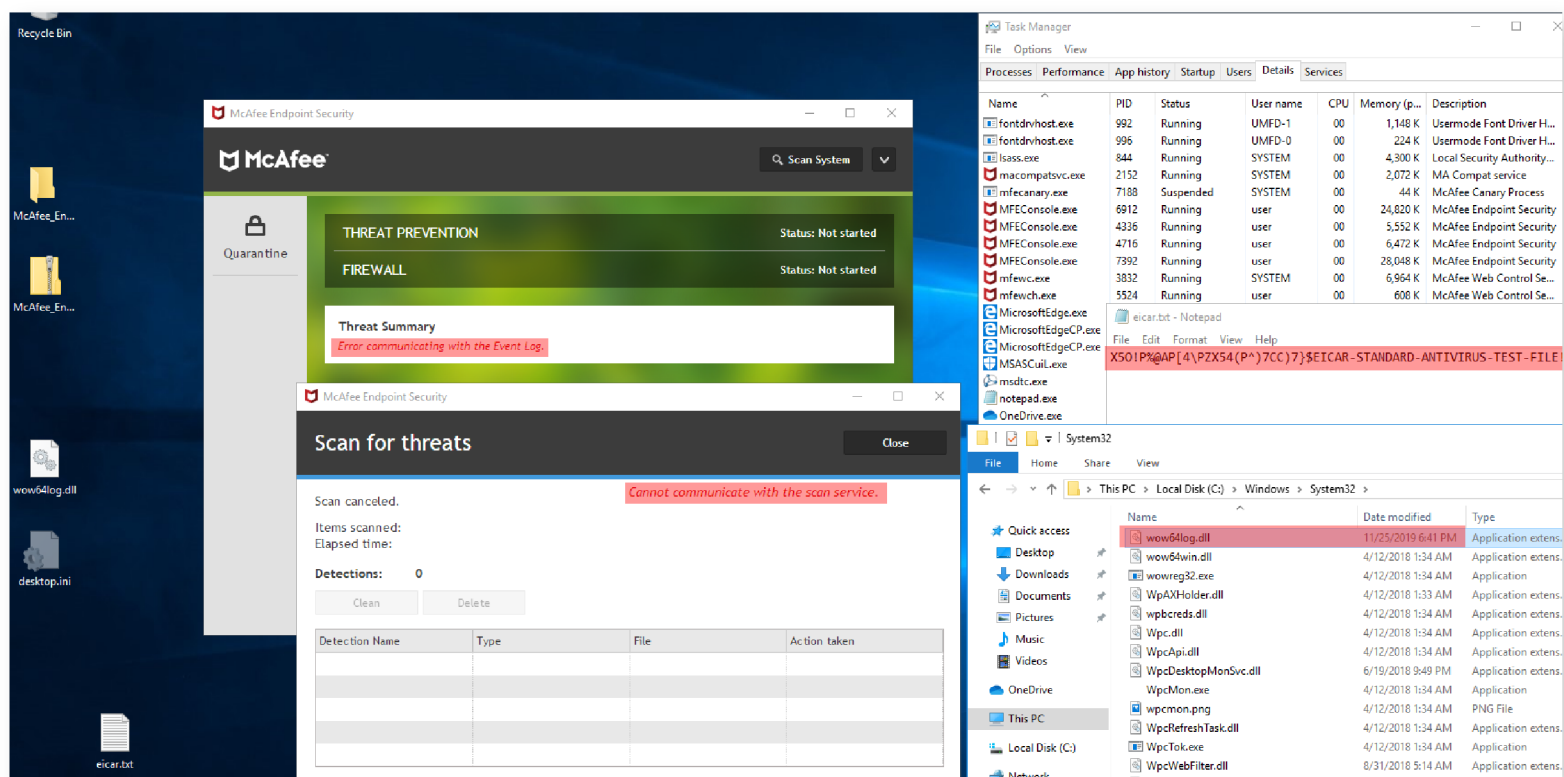 Recycle Bin
McAfee_En...
McAfee_En...
wow64log.dll
desktop.ini
eicar.txt
McAfee Endpoint Security
McAfee™
Scan System
Quarantine
THREAT PREVENTION Status: Not started
FIREWALL Status: Not started
Threat Summary
Error communicating with the Event Log.
McAfee Endpoint Security
Scan for threats
Close
Scan canceled.
Cannot communicate with the scan service.
Items scanned:
Elapsed time:
Detections: 0
Clean Delete
Detection Name Type File Action taken
Task Manager
File Options View
Processes Performance App history Startup Users Details Services
Name PID Status User name CPU Memory (p... Description
fontdrvhost.exe 992 Running UMFD-1 00 1,148 K Usermode Font Driver H...
fontdrvhost.exe 996 Running UMFD-0 00 224 K Usermode Font Driver H...
lsass.exe 844 Running SYSTEM 00 4,300 K Local Security Authority...
macompatsvc.exe 2152 Running SYSTEM 00 2,072 K MA Compat service
mfecanary.exe 7188 Suspended SYSTEM 00 44 K McAfee Canary Process
MFEConsole.exe 6912 Running user 00 24,820 K McAfee Endpoint Security
MFEConsole.exe 4336 Running user 00 5,552 K McAfee Endpoint Security
MFEConsole.exe 4716 Running user 00 6,472 K McAfee Endpoint Security
MFEConsole.exe 7392 Running user 00 28,048 K McAfee Endpoint Security
mfewc.exe 3832 Running SYSTEM 00 6,964 K McAfee Web Control Se...
mfewch.exe 5524 Running user 00 608 K McAfee Web Control Se...
MicrosoftEdge.exe
MicrosoftEdgeCP.exe
MicrosoftEdgeCP.exe
MSASCuiL.exe
msdtc.exe
notepad.exe
OneDrive.exe
eicar.txt - Notepad
File Edit Format View Help
X5O!P%@AP[4\PZX54(P^)7CC)7}$EICAR-STANDARD-ANTIVIRUS-TEST-FILE!
System32
File Home Share View
This PC > Local Disk (C:) > Windows > System32 >
Quick access
Desktop
Downloads
Documents
Pictures
Music
Videos
OneDrive
This PC
Local Disk (C:)
Network
Name Date modified Type
wow64log.dll 11/25/2019 6:41 PM Application extens.
wow64win.dll 4/12/2018 1:34 AM Application extens.
wowreg32.exe 4/12/2018 1:34 AM Application
WpAXHolder.dll 4/12/2018 1:33 AM Application extens.
wpbcreds.dll 4/12/2018 1:34 AM Application extens.
Wpc.dll 4/12/2018 1:34 AM Application extens.
WpcApi.dll 4/12/2018 1:34 AM Application extens.
WpcDesktopMonSvc.dll 6/19/2018 9:49 PM Application extens.
WpcMon.exe 4/12/2018 1:34 AM Application
wpcmon.png 4/12/2018 1:34 AM PNG File
WpcRefreshTask.dll 4/12/2018 1:34 AM Application extens.
WpcTok.exe 4/12/2018 1:34 AM Application
WpcWebFilter.dll 8/31/2018 5:14 AM Application extens.